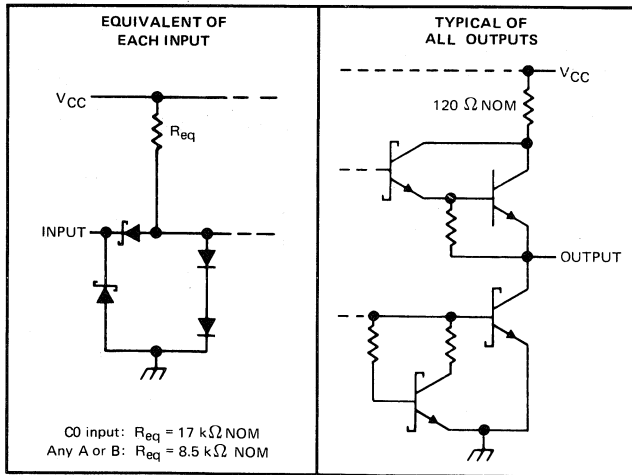 EQUIVALENT OF
EACH INPUT
VCC
Req
INPUT
C0 input: Req = 17 kΩ NOM
Any A or B: Req = 8.5 kΩ NOM
TYPICAL OF
ALL OUTPUTS
VCC
120 Ω NOM
OUTPUT